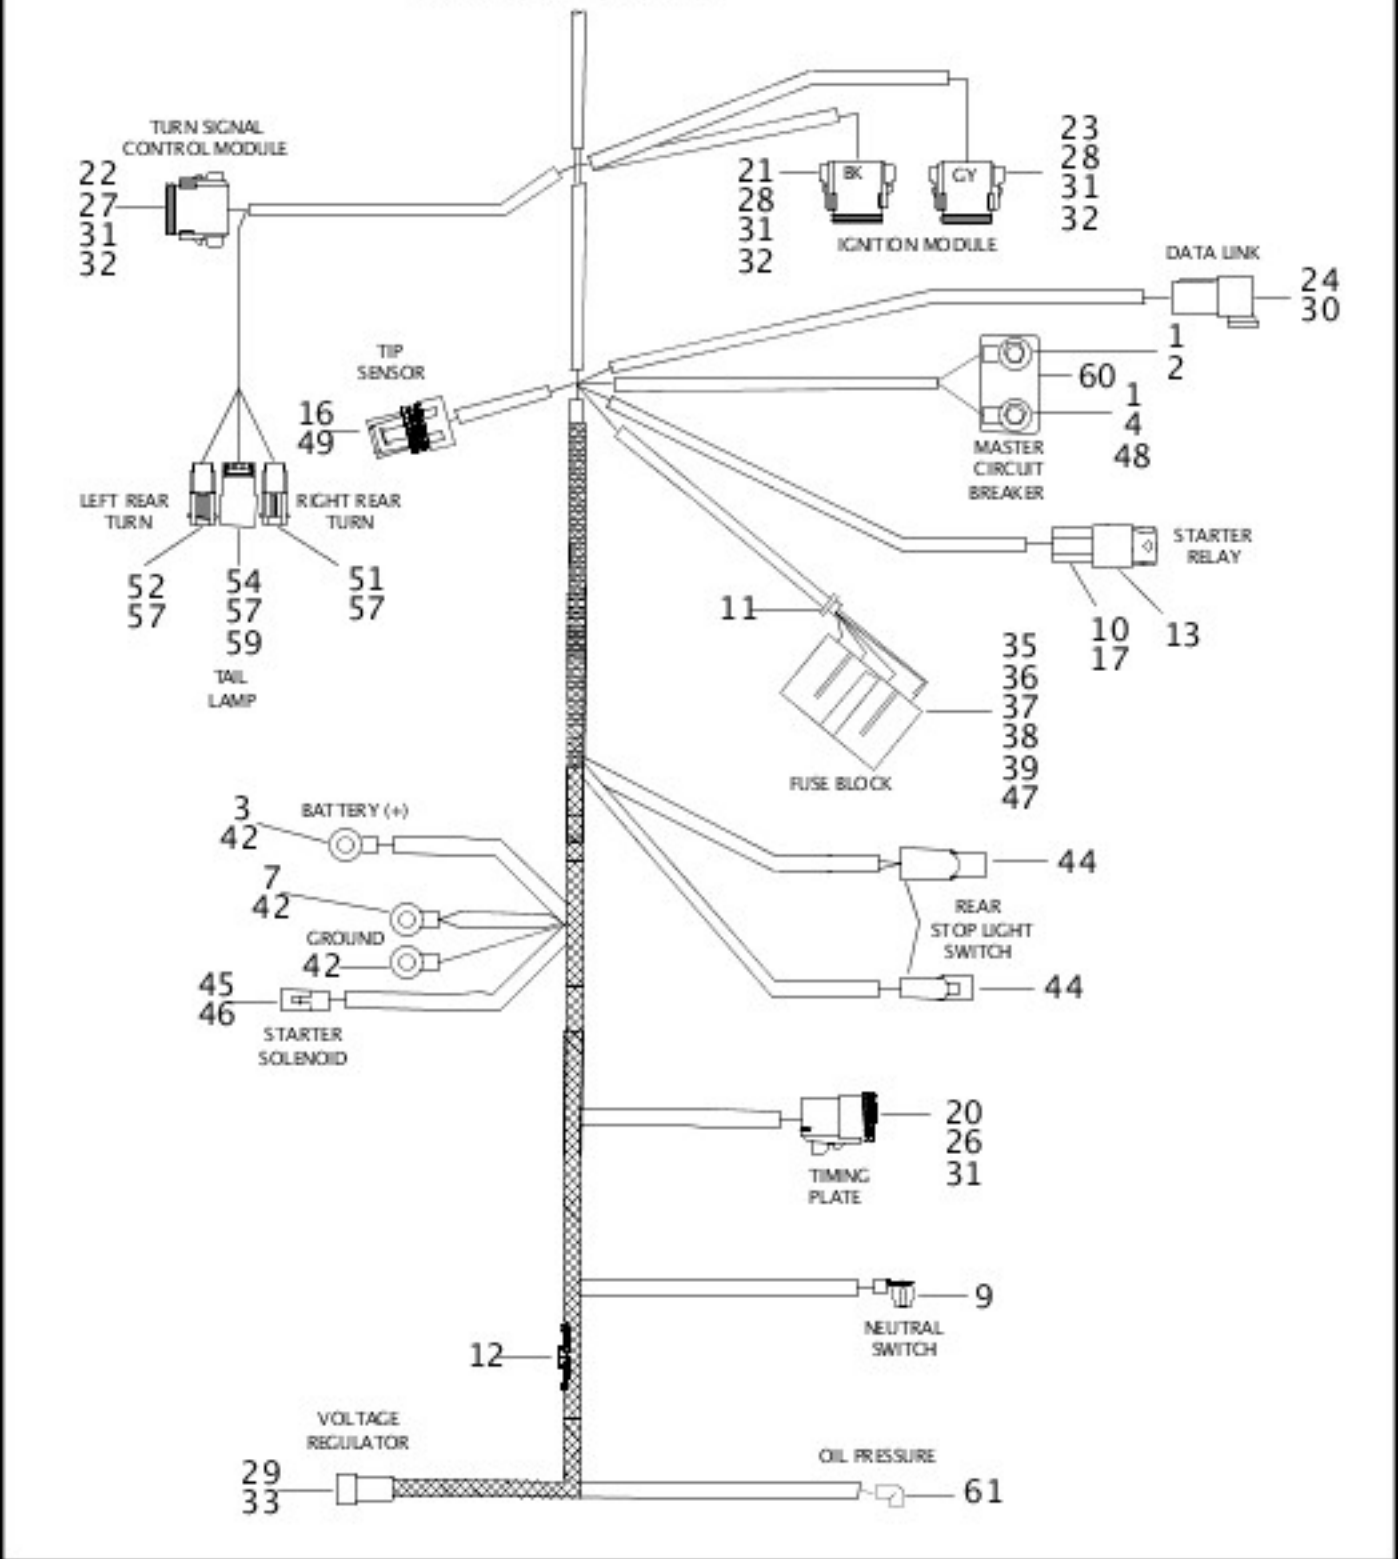 TURN SIGNAL
CONTROL MODULE
22
27
31
32
21
28
31
32
BK
GY
23
28
31
32
IGNITION MODULE
DATA LINK
24
30
1
2
60
1
4
48
MASTER
CIRCUIT
BREAKER
TIP
SENSOR
16
49
LEFT REAR
TURN
RIGHT REAR
TURN
52
57
54
57
59
51
57
TAIL
LAMP
STARTER
RELAY
10
17
13
11
35
36
37
38
39
47
FUSE BLOCK
BATTERY (+)
3
42
7
42
GROUND
42
45
46
STARTER
SOLENOID
44
REAR
STOP LIGHT
SWITCH
44
20
26
31
TIMING
PLATE
9
NEUTRAL
SWITCH
12
VOLTAGE
REGULATOR
29
33
OIL PRESSURE
61